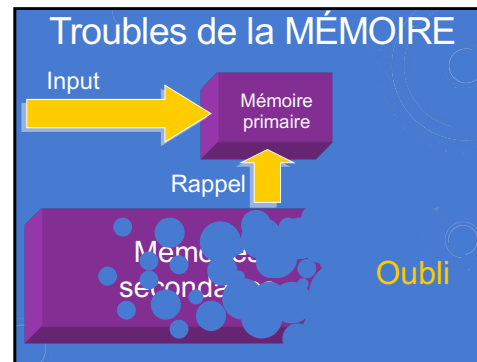 Troubles de la MÉMOIRE
Input
Mémoire
primaire
Rappel
Oubli